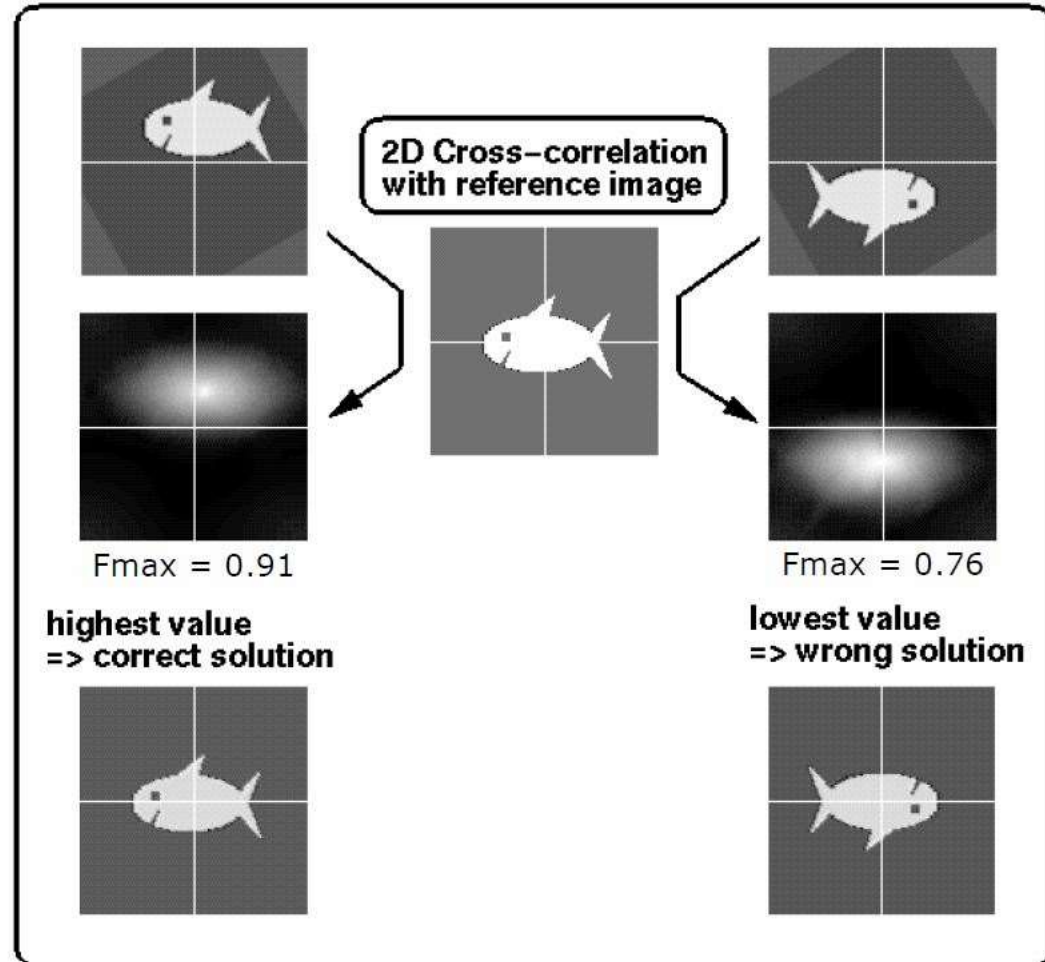 2D Cross-correlation
with reference image
Fmax = 0.91
Fmax = 0.76
highest value
=> correct solution
lowest value
=> wrong solution